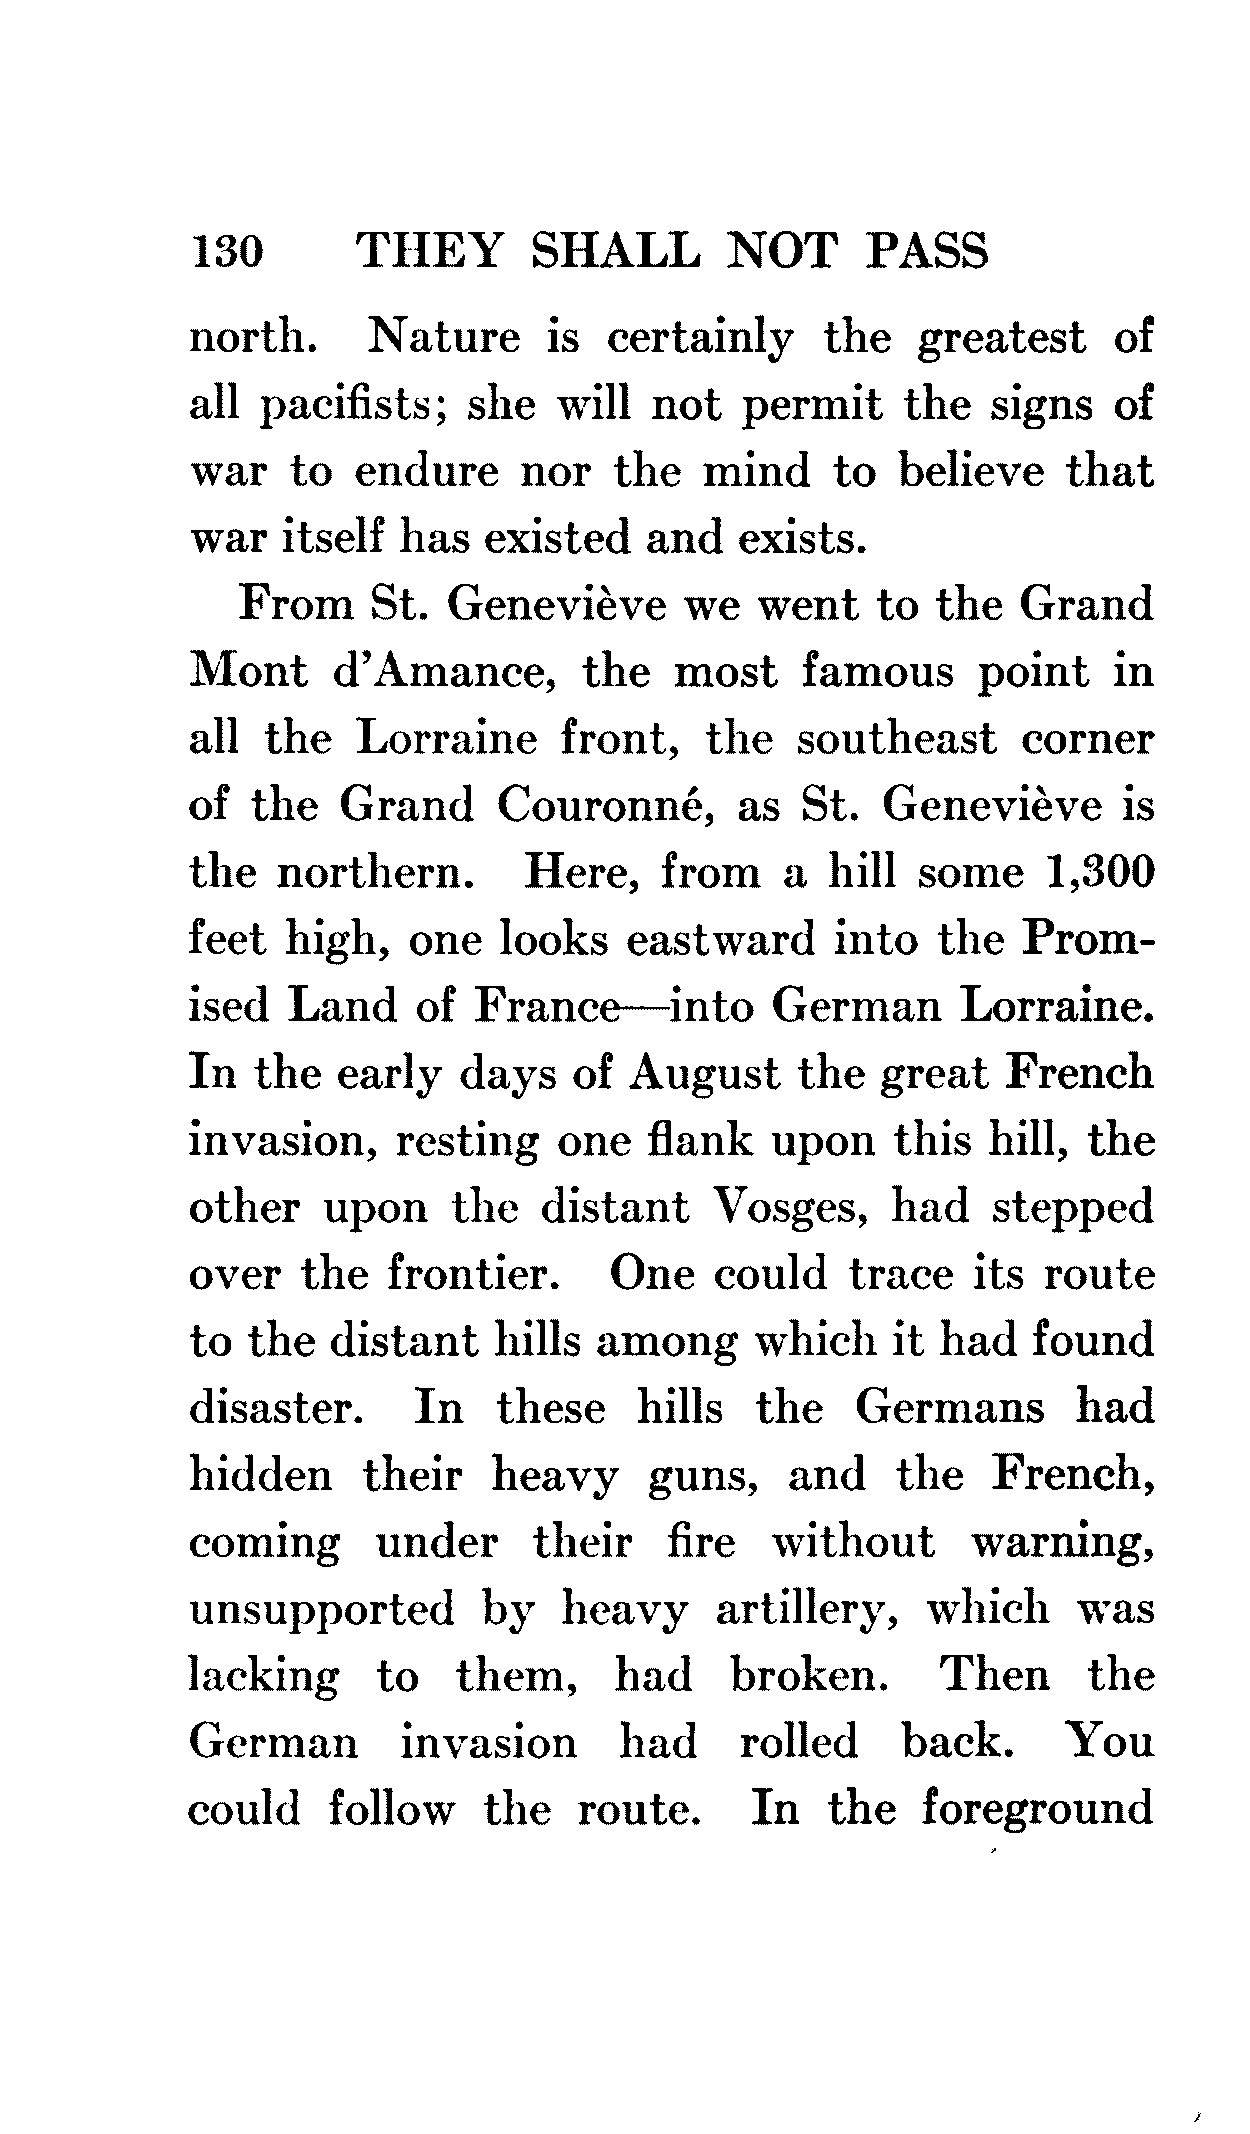 130 THEY SHALL NOT PASS
north. Nature is certainly the greatest of
all pacifists; she will not permit the signs of
war to endure nor the mind to believe that
war itself has existed and exists.
From St. Geneviève we went to the Grand
Mont d'Amance, the most famous point in
all the Lorraine front, the southeast corner
of the Grand Couronné, as St. Geneviève is
the northern. Here, from a hill some 1,300
feet high, one looks eastward into the Prom-
ised Land of France—into German Lorraine.
In the early days of August the great French
invasion, resting one flank upon this hill, the
other upon the distant Vosges, had stepped
over the frontier. One could trace its route
to the distant hills among which it had found
disaster. In these hills the Germans had
hidden their heavy guns, and the French,
coming under their fire without warning,
unsupported by heavy artillery, which was
lacking to them, had broken. Then the
German invasion had rolled back. You
could follow the route. In the foreground